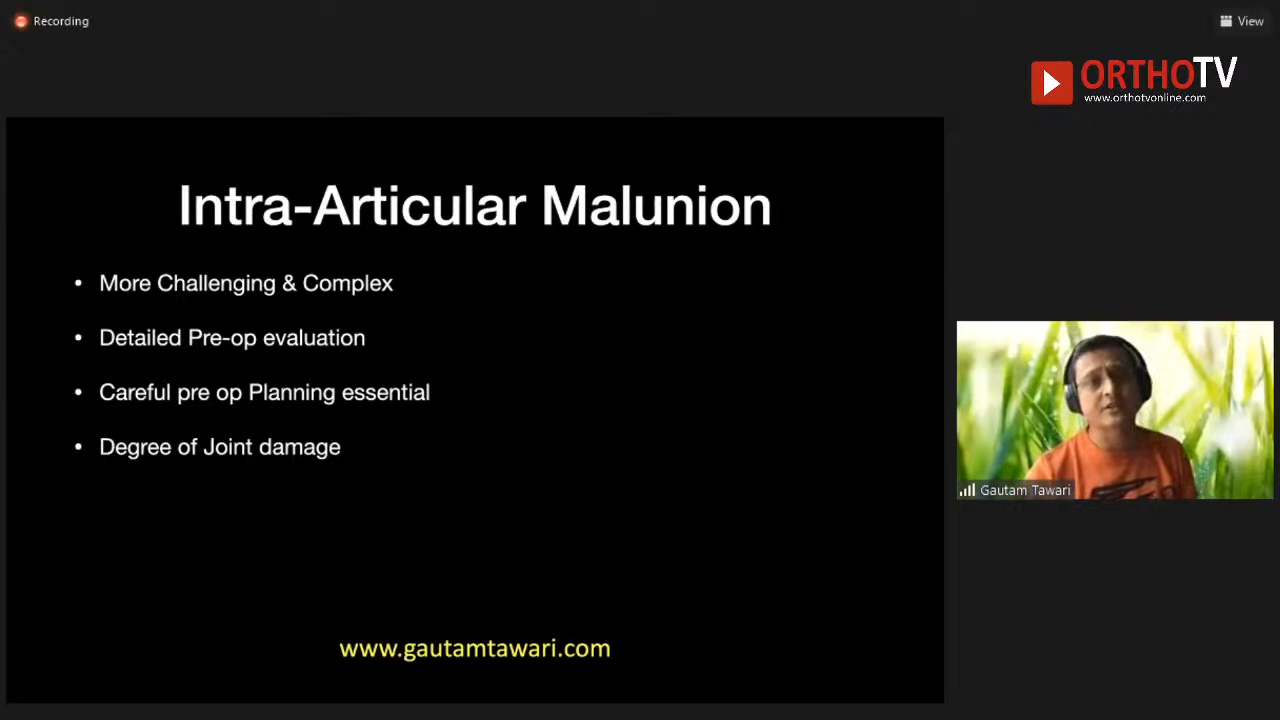 Recording
View
ORTHOTV
www.orthotvonline.com
Intra-Articular Malunion
• More Challenging & Complex
• Detailed Pre-op evaluation
• Careful pre op Planning essential
• Degree of Joint damage
Gautam Tawari
www.gautamtawari.com